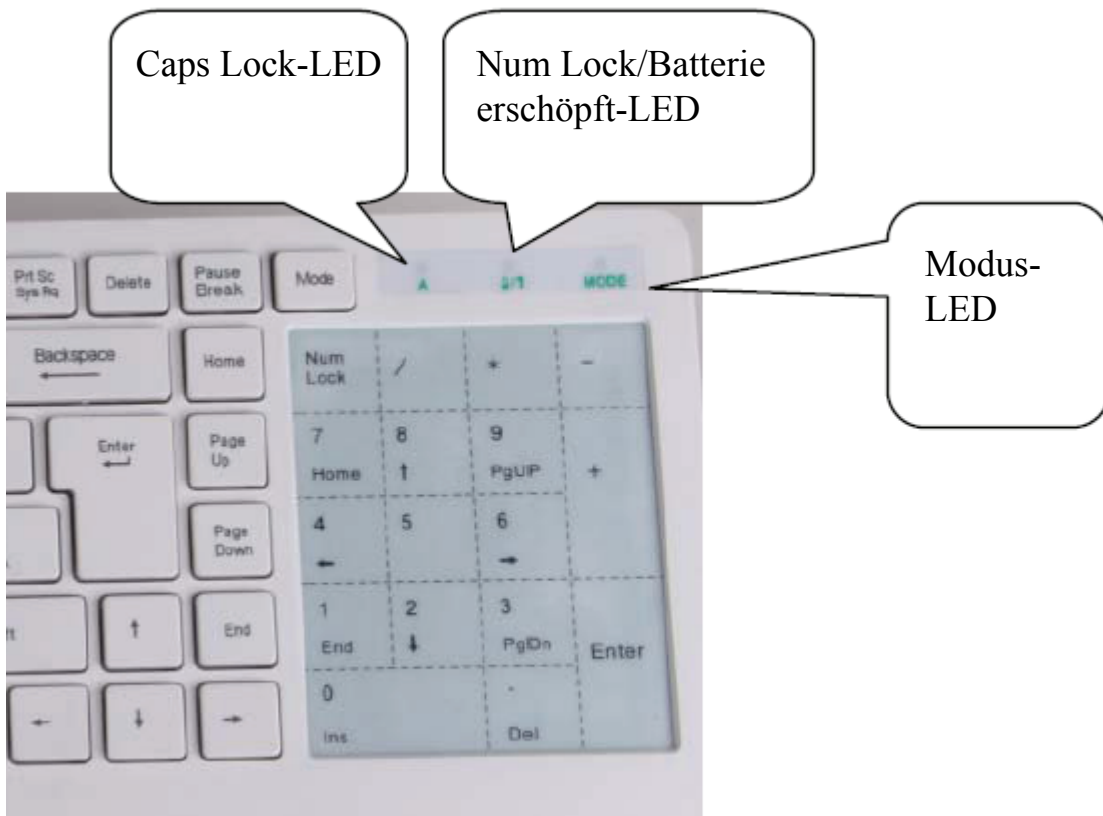 Caps Lock-LED
Num Lock/Batterie
erschöpft-LED
Modus-
LED
Prt Sc
Sys Rq
Delete
Pause
Break
Mode
A
MODE
Backspace
Home
Num
Lock
/
*
-
Enter
Page
Up
7
8
9
Home
↑
PgUP
+
Page
Down
4
5
6
←
→
↑
End
1
2
3
End
↓
PgDn
Enter
←
↓
→
0
.
Ins
Del